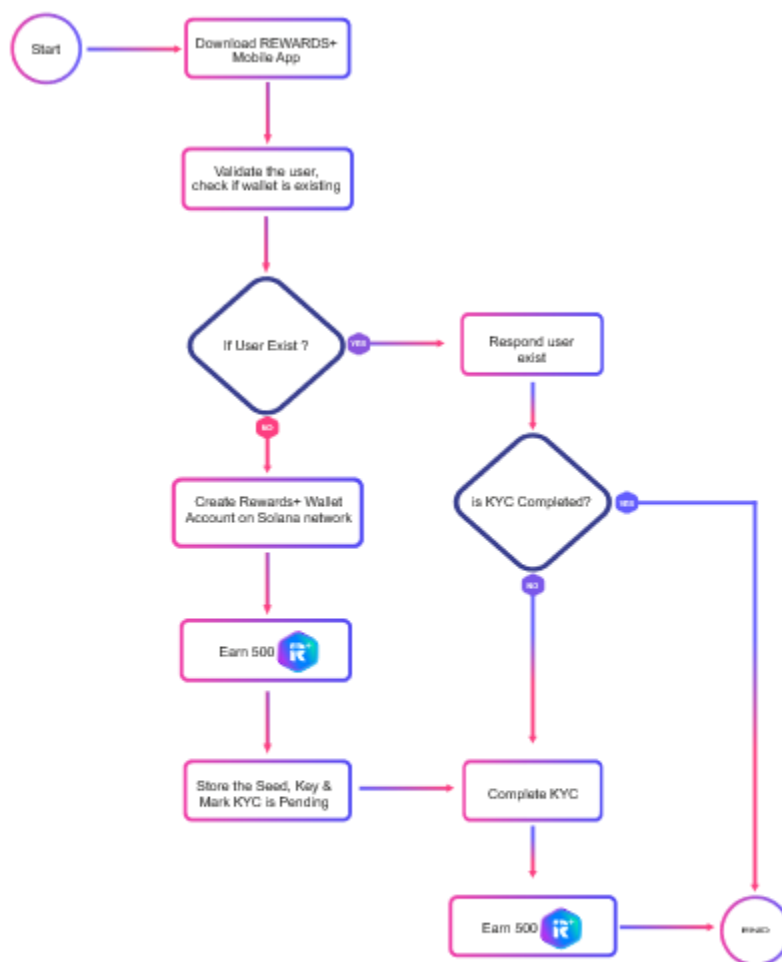 Start
Download REWARDS+
Mobile App
Validate the user,
check if wallet is existing
If User Exist ?
YES
Respond user
exist
NO
is KYC Completed?
YES
Create Rewards+ Wallet
Account on Solana network
NO
Earn 500
Store the Seed, Key &
Mark KYC is Pending
Complete KYC
Earn 500
END